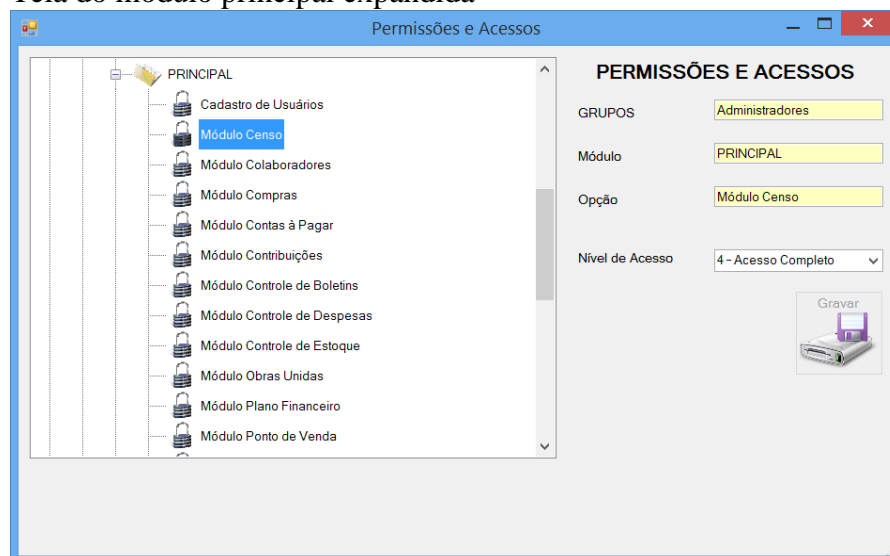 Tela do módulo principal expandida
Permissões e Acessos
PRINCIPAL
Cadastro de Usuários
Módulo Censo
Módulo Colaboradores
Módulo Compras
Módulo Contas à Pagar
Módulo Contribuições
Módulo Controle de Boletins
Módulo Controle de Despesas
Módulo Controle de Estoque
Módulo Obras Unidas
Módulo Plano Financeiro
Módulo Ponto de Venda
PERMISSÕES E ACESSOS
GRUPOS Administradores
Módulo PRINCIPAL
Opção Módulo Censo
Nível de Acesso 4 - Acesso Completo
Gravar